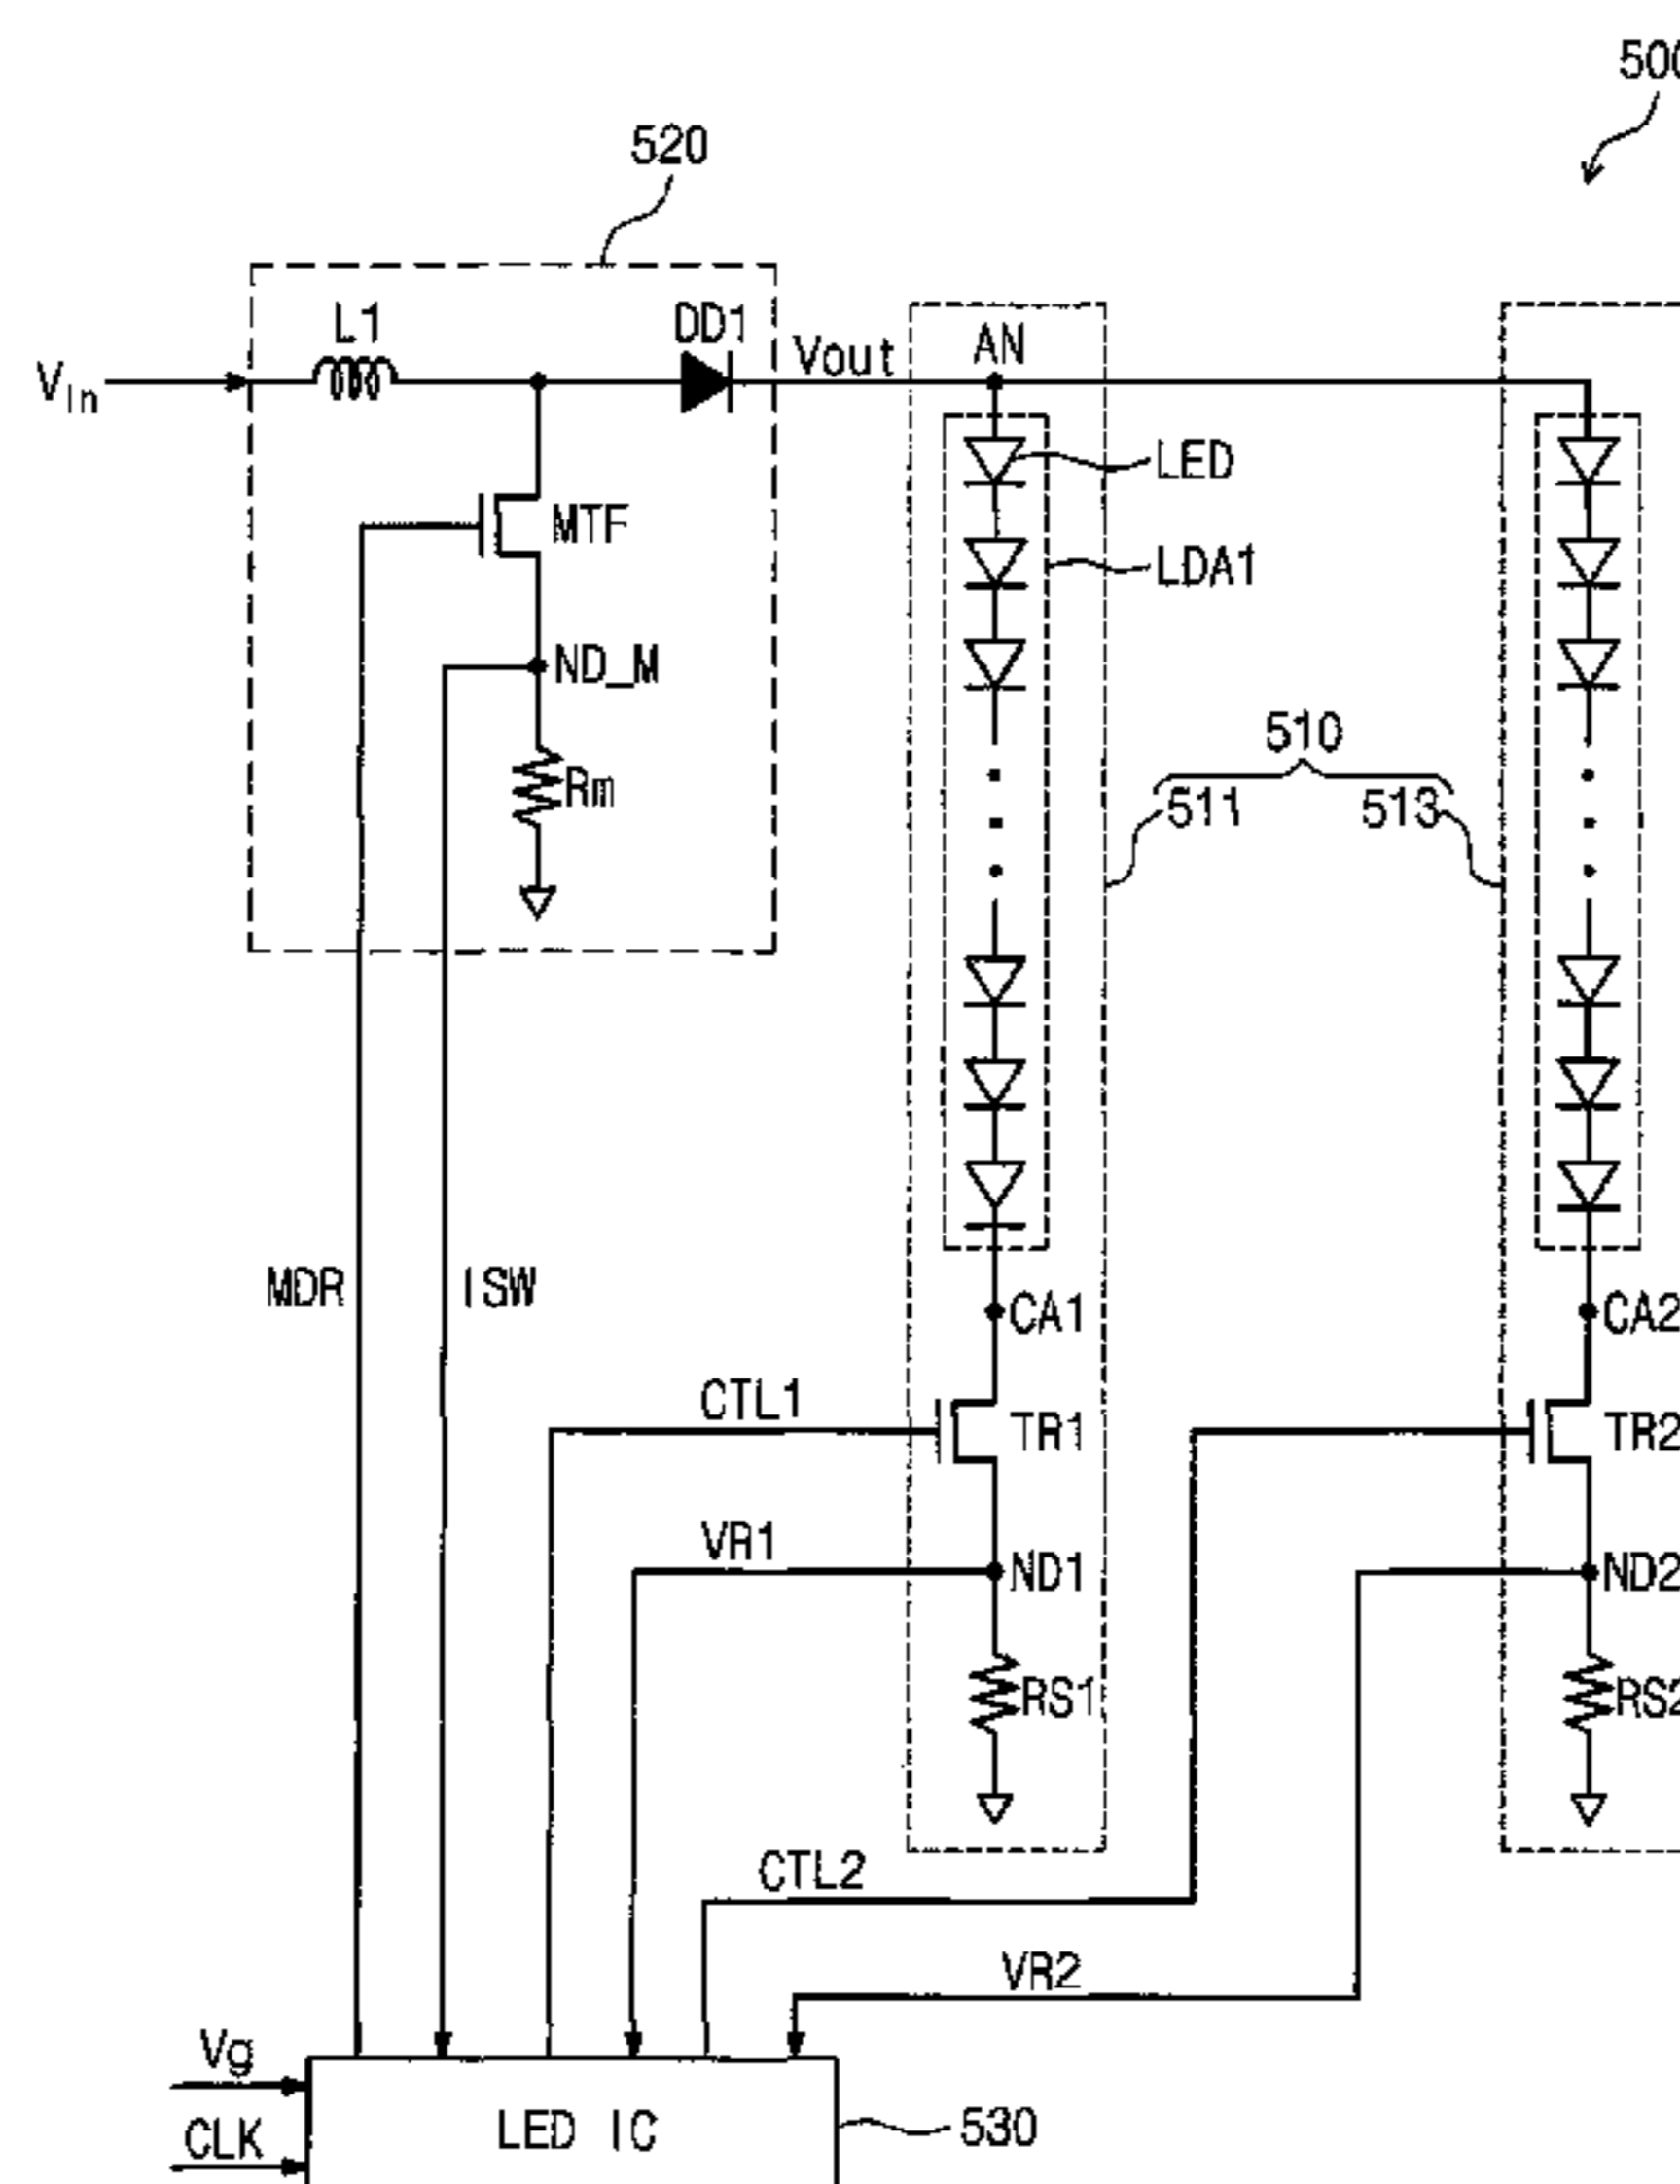 500
520
L1
DD1
Vout
AN
VIn
LED
MTF
LDA1
ND_M
510
511
513
Rm
MDR
ISW
CA1
CA2
CTL1
TR1
TR2
VR1
ND1
ND2
RS1
RS2
CTL2
VR2
Vg
CLK
LED IC
530